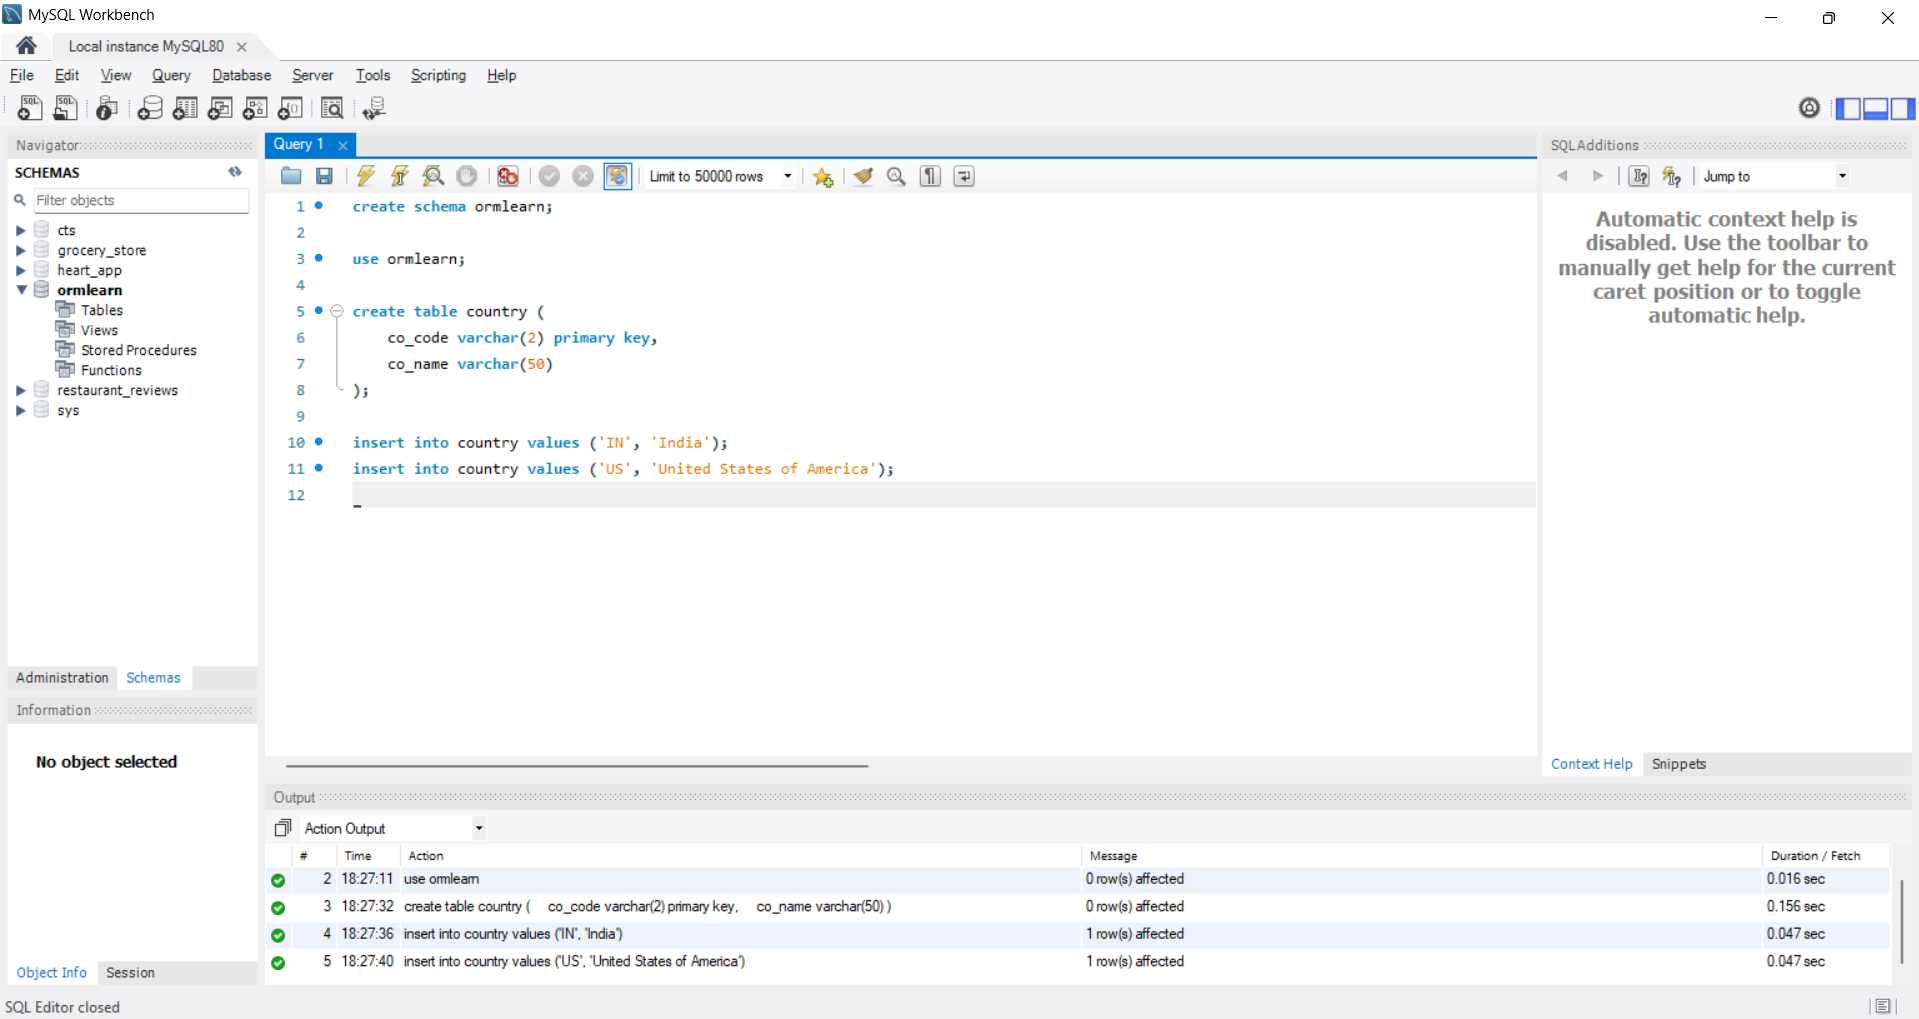 MySQL Workbench
Local instance MySQL80
File Edit View Query Database Server Tools Scripting Help
Navigator
SCHEMAS
Filter objects
cts
grocery_store
heart_app
ormlearn
Tables
Views
Stored Procedures
Functions
restaurant_reviews
sys
Administration Schemas
Information
No object selected
Object Info Session
Query 1
Limit to 50000 rows
1 create schema ormlearn;
2
3 use ormlearn;
4
5 create table country (
6 co_code varchar(2) primary key,
7 co_name varchar(50)
8 );
9
10 insert into country values ('IN', 'India');
11 insert into country values ('US', 'United States of America');
12
SQLAdditions
Jump to
Automatic context help is
disabled. Use the toolbar to
manually get help for the current
caret position or to toggle
automatic help.
Context Help Snippets
Output
Action Output
# Time Action Message Duration / Fetch
2 18:27:11 use ormlearn 0 row(s) affected 0.016 sec
3 18:27:32 create table country ( co_code varchar(2) primary key, co_name varchar(50) ) 0 row(s) affected 0.156 sec
4 18:27:36 insert into country values ('IN', 'India') 1 row(s) affected 0.047 sec
5 18:27:40 insert into country values ('US', 'United States of America') 1 row(s) affected 0.047 sec
SQL Editor closed